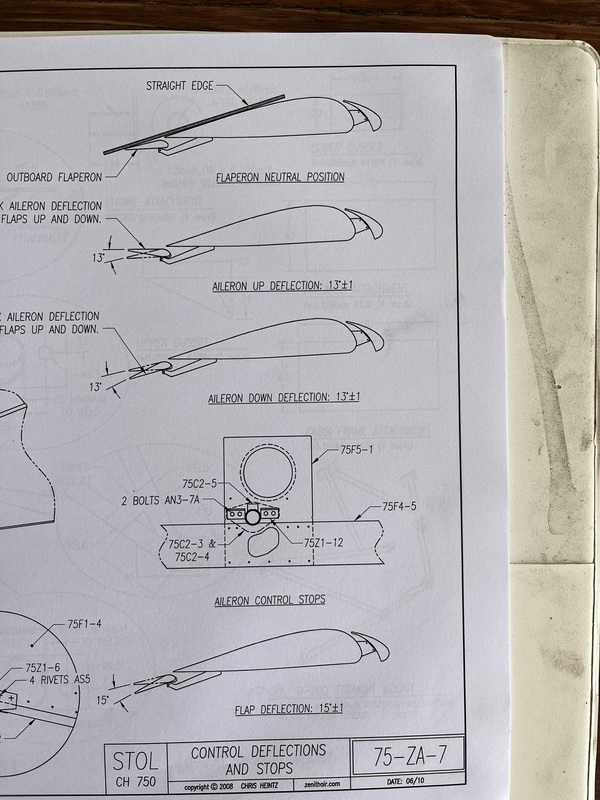 STRAIGHT EDGE
OUTBOARD FLAPERON
FLAPERON NEUTRAL POSITION
AILERON DEFLECTION
FLAPS UP AND DOWN.
13°
AILERON UP DEFLECTION: 13°±1
AILERON DEFLECTION
FLAPS UP AND DOWN.
13°
AILERON DOWN DEFLECTION: 13°±1
75F5-1
75C2-5
2 BOLTS AN3-7A
75F4-5
75C2-3 &
75C2-4
75Z1-12
AILERON CONTROL STOPS
75F1-4
75Z1-6
4 RIVETS AS5
15°
FLAP DEFLECTION: 15°±1
STOL
CH 750
CONTROL DEFLECTIONS
AND STOPS
75-ZA-7
copyright © 2008 CHRIS HEINTZ
zenithair.com
DATE: 06/10